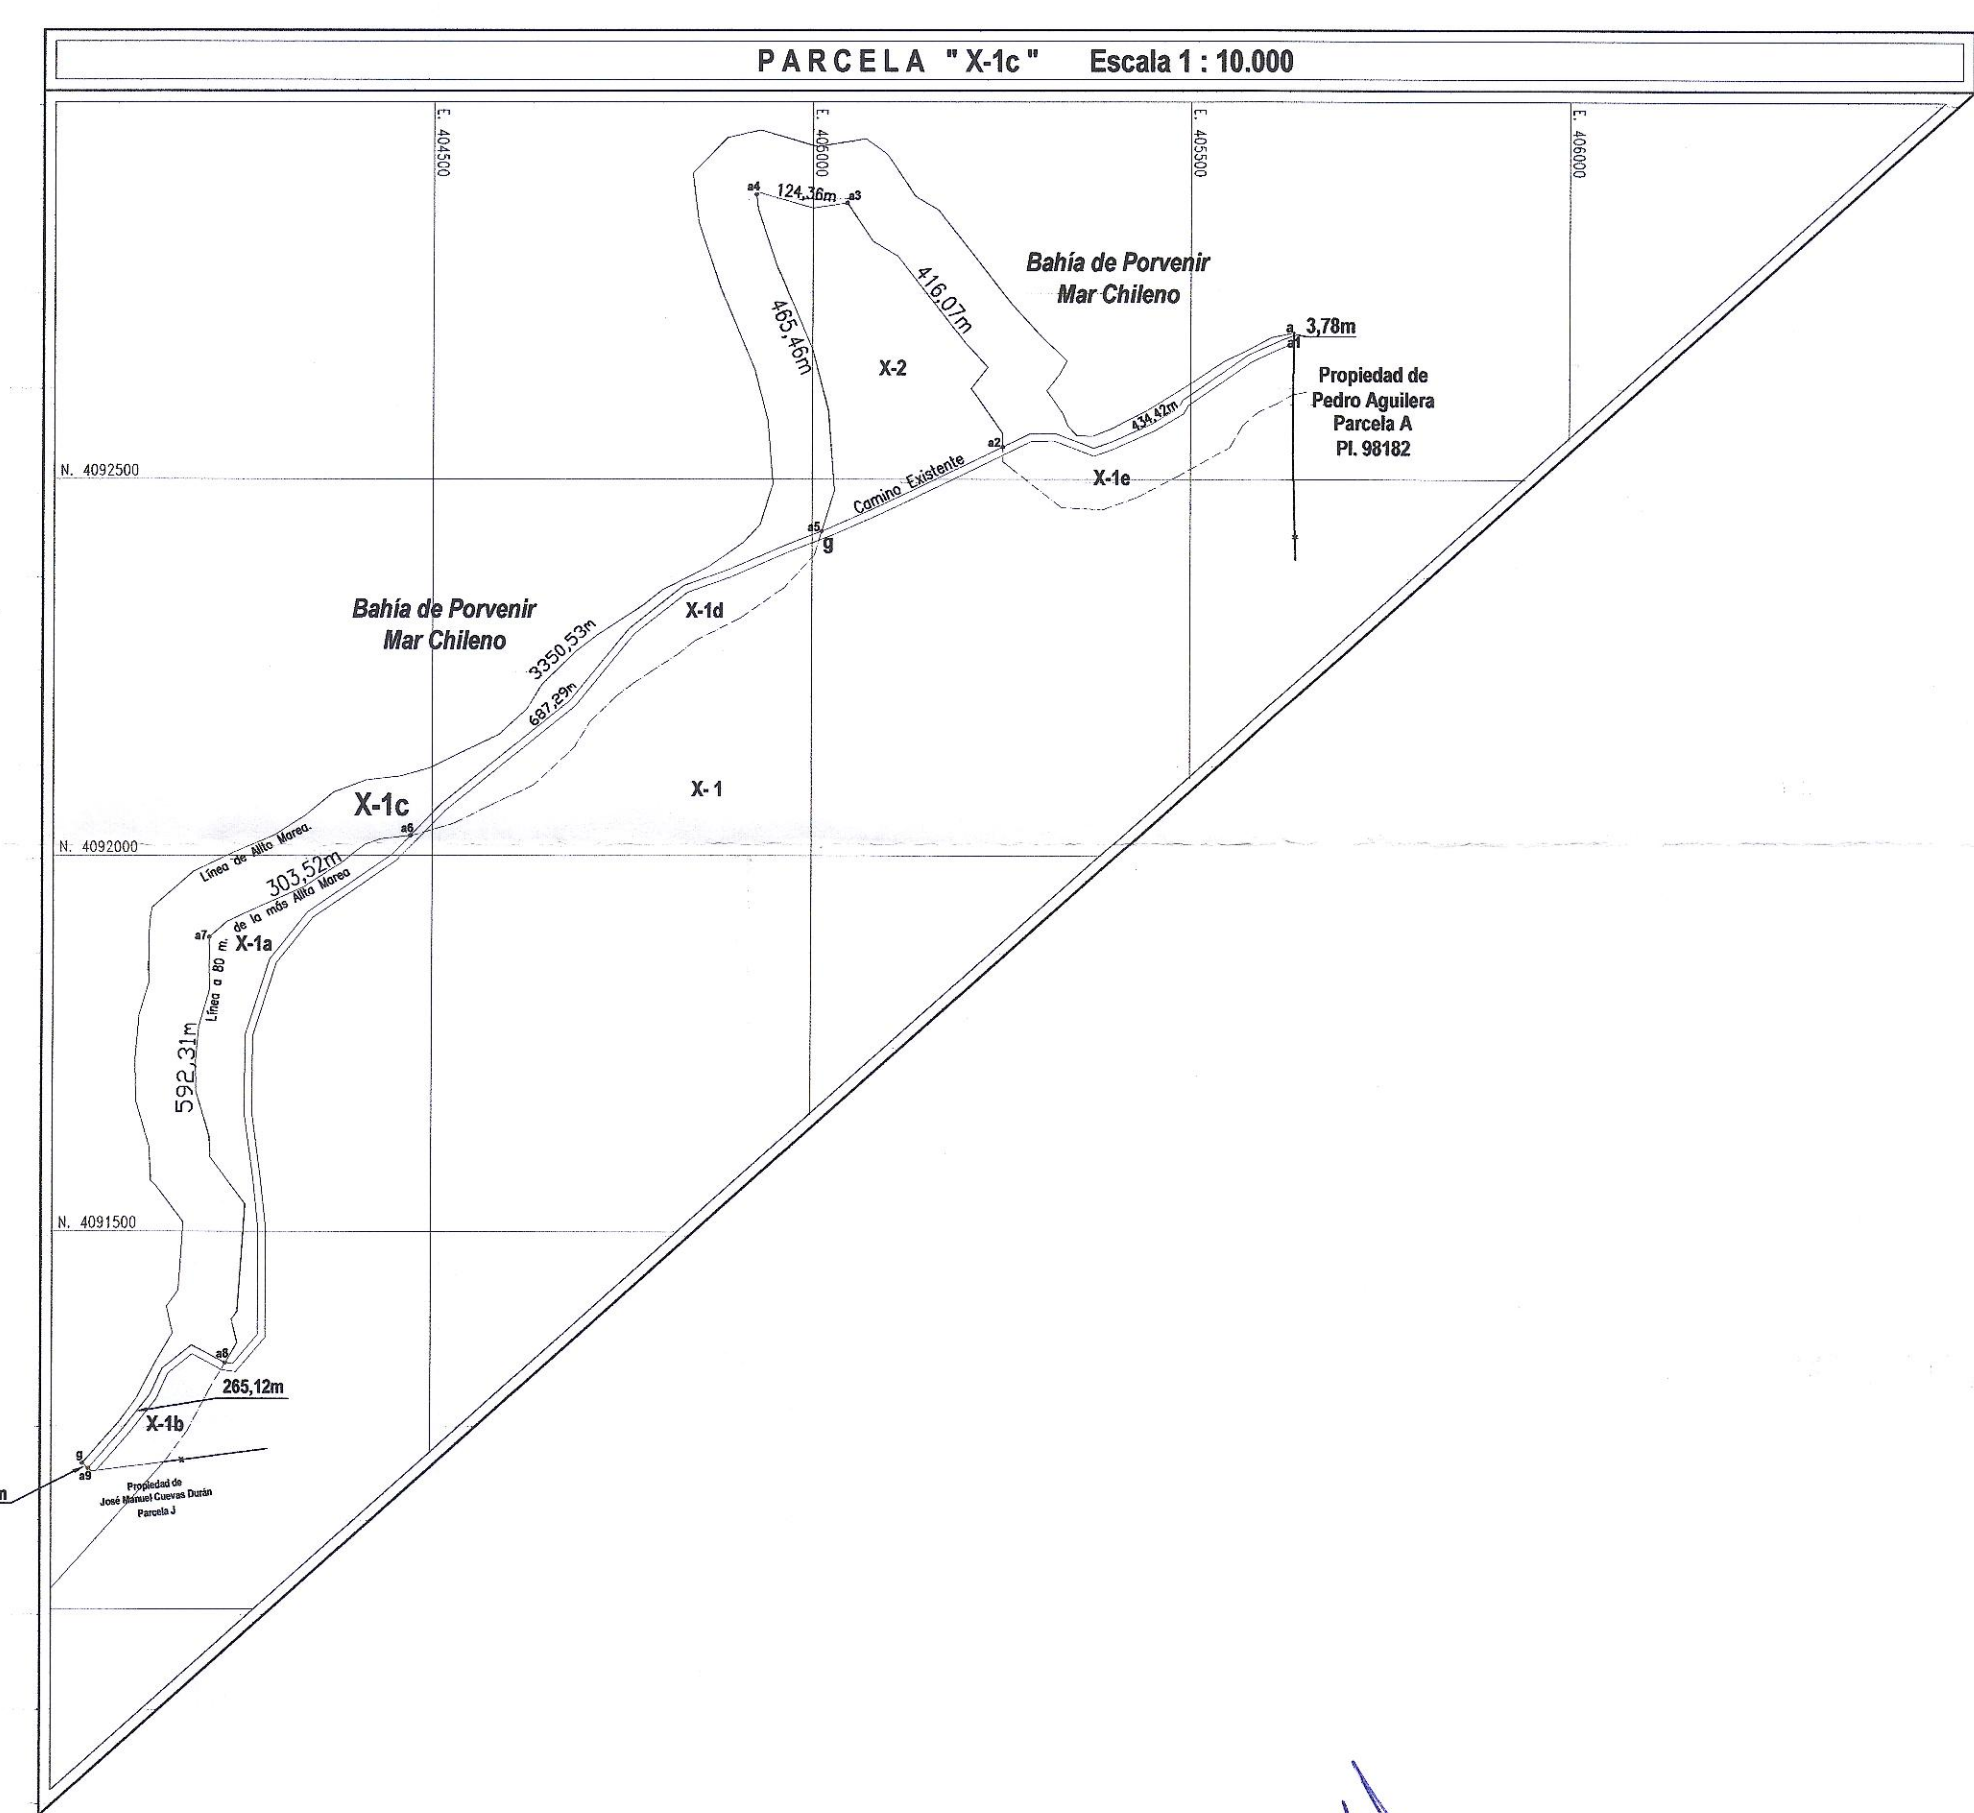 PARCELA "X-1c" Escala 1 : 10.000
E. 404500
E. 406000
E. 405500
E. 406000
a4
124,36m
a3
Bahía de Porvenir
Mar Chileno
416,07m
465,46m
a
3,78m
a1
X-2
Propiedad de
Pedro Aguilera
Parcela A
Pl. 98182
434,42m
a2
N. 4092500
Camino Existente
X-1e
a5
g
Bahía de Porvenir
Mar Chileno
X-1d
3350,53m
687,29m
X-1
X-1c
a6
N. 4092000
Línea de Allta Marea.
303,52m
de la más Allta Marea
a7
X-1a
Línea a 80 m.
592,31m
N. 4091500
a8
265,12m
X-1b
g
a9
m
Propiedad de
José Manuel Cuevas Durán
Parcela J